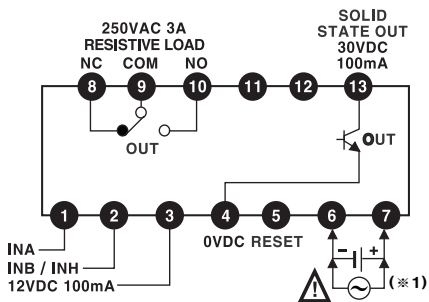 250VAC 3A
RESISTIVE LOAD
NC COM NO
SOLID
STATE OUT
30VDC
100mA
8 9 10 11 12 13
OUT
OUT
1 2 3 4 5 6 7
0VDC RESET
INA
INB / INH
12VDC 100mA
- +
(※1)